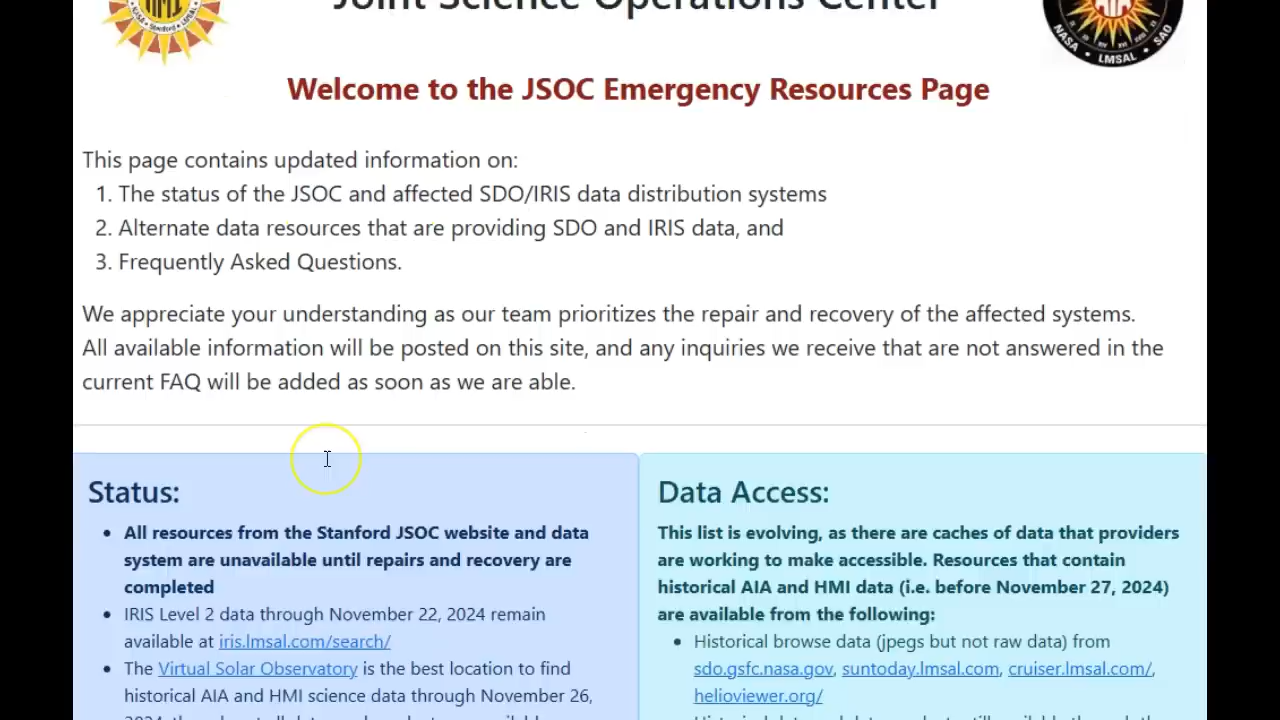 Joint Science Operations Center
HMI
NASA Stanford LMSAL
AIA
NASA LMSAL SAO
Welcome to the JSOC Emergency Resources Page
This page contains updated information on:
1. The status of the JSOC and affected SDO/IRIS data distribution systems
2. Alternate data resources that are providing SDO and IRIS data, and
3. Frequently Asked Questions.
We appreciate your understanding as our team prioritizes the repair and recovery of the affected systems.
All available information will be posted on this site, and any inquiries we receive that are not answered in the
current FAQ will be added as soon as we are able.
Status:
• All resources from the Stanford JSOC website and data
system are unavailable until repairs and recovery are
completed
• IRIS Level 2 data through November 22, 2024 remain
available at iris.lmsal.com/search/
• The Virtual Solar Observatory is the best location to find
historical AIA and HMI science data through November 26,
Data Access:
This list is evolving, as there are caches of data that providers
are working to make accessible. Resources that contain
historical AIA and HMI data (i.e. before November 27, 2024)
are available from the following:
• Historical browse data (jpegs but not raw data) from
sdo.gsfc.nasa.gov, suntoday.lmsal.com, cruiser.lmsal.com/,
helioviewer.org/